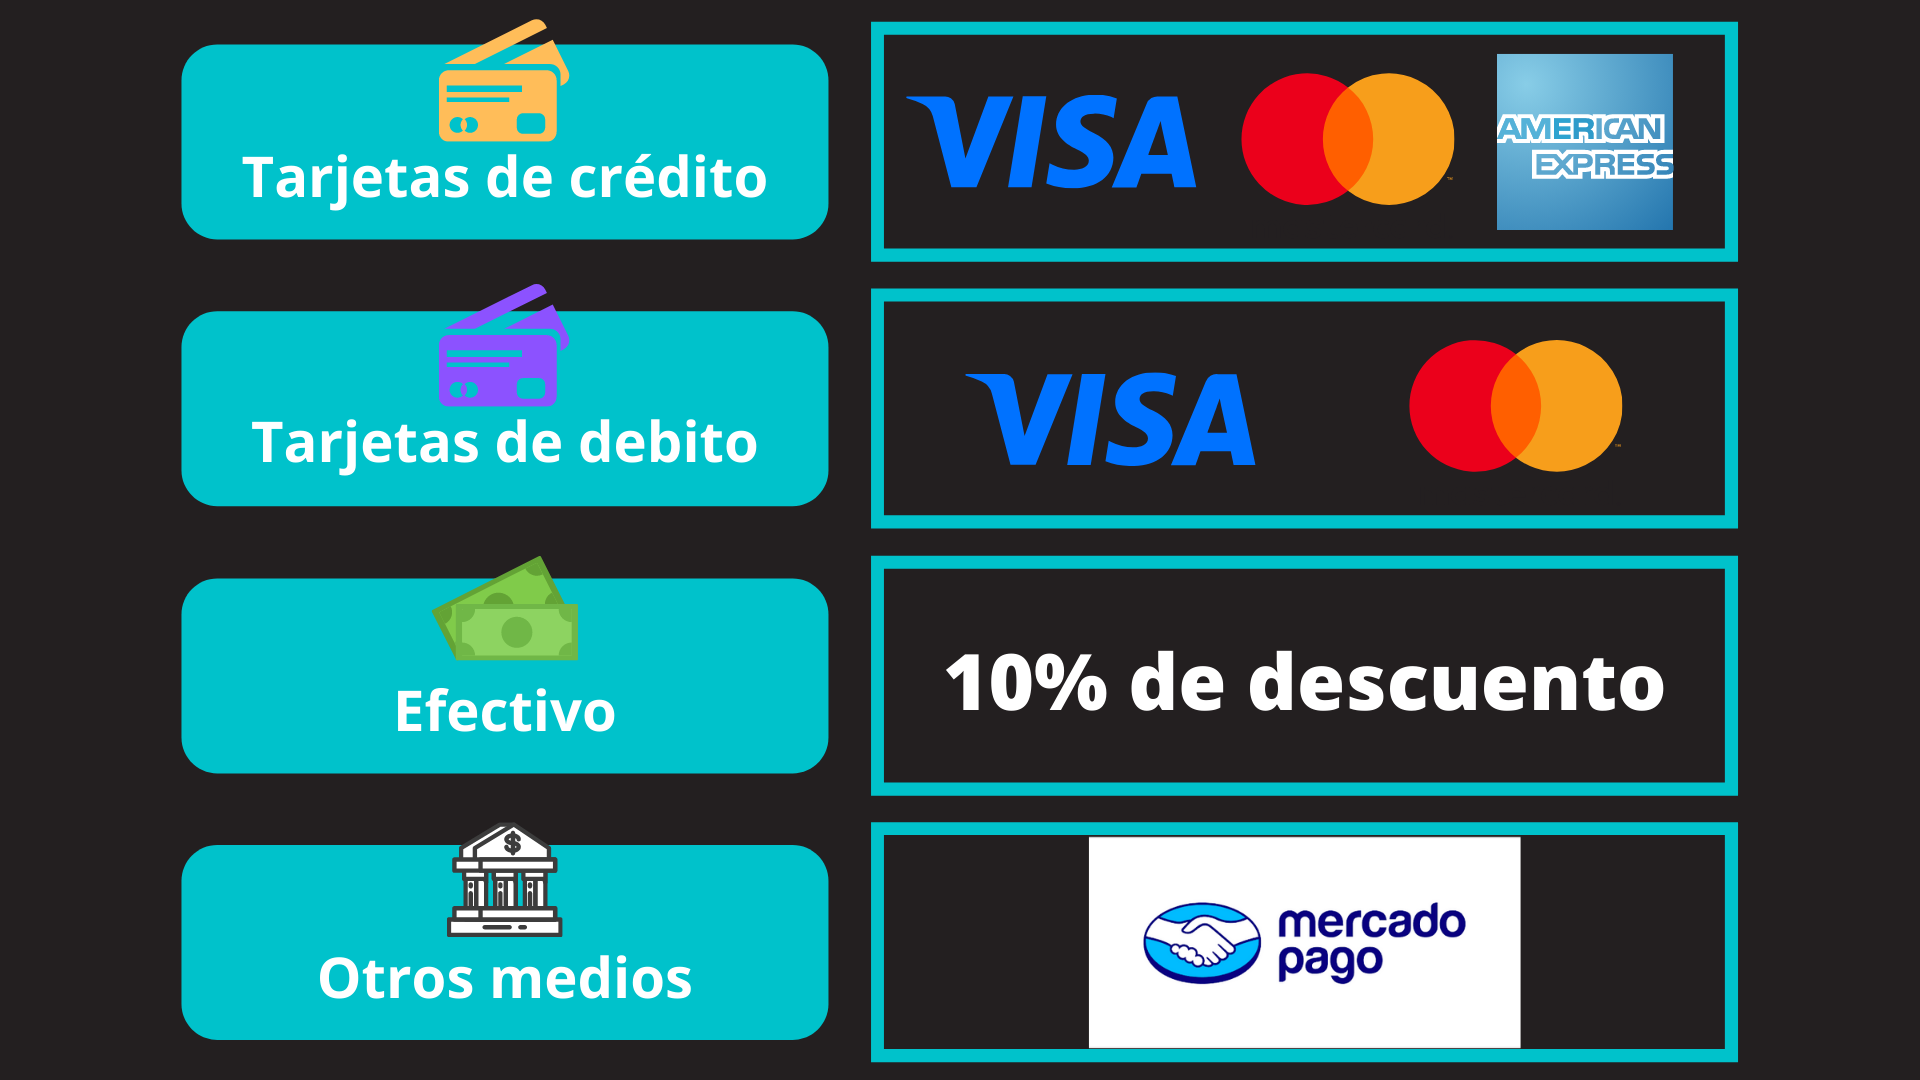 Tarjetas de crédito
VISA
AMERICAN
EXPRESS
Tarjetas de debito
VISA
Efectivo
10% de descuento
$
Otros medios
mercado
pago